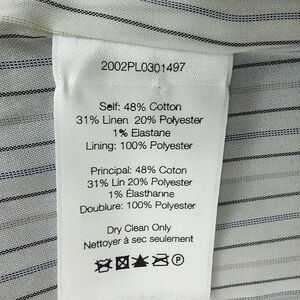 2002PL0301497
Self: 48% Cotton
31% Linen 20% Polyester
1% Elastane
Lining: 100% Polyester
Principal: 48% Coton
31% Lin 20% Polyester
1% Élasthanne
Doublure: 100% Polyester
Dry Clean Only
Nettoyer à sec seulement
P